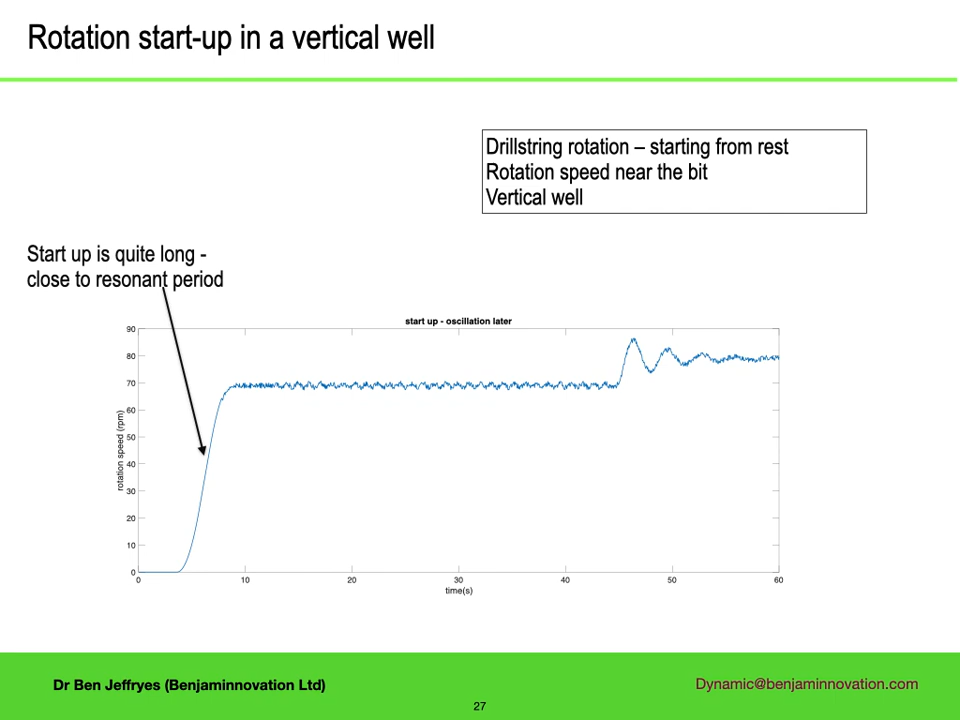 Rotation start-up in a vertical well
Drillstring rotation – starting from rest
Rotation speed near the bit
Vertical well
Start up is quite long -
close to resonant period
start up - oscillation later
90
80
70
60
50
40
30
20
10
0
rotation speed (rpm)
0 10 20 30 40 50 60
time(s)
Dr Ben Jeffryes (Benjaminnovation Ltd)
Dynamic@benjaminnovation.com
27